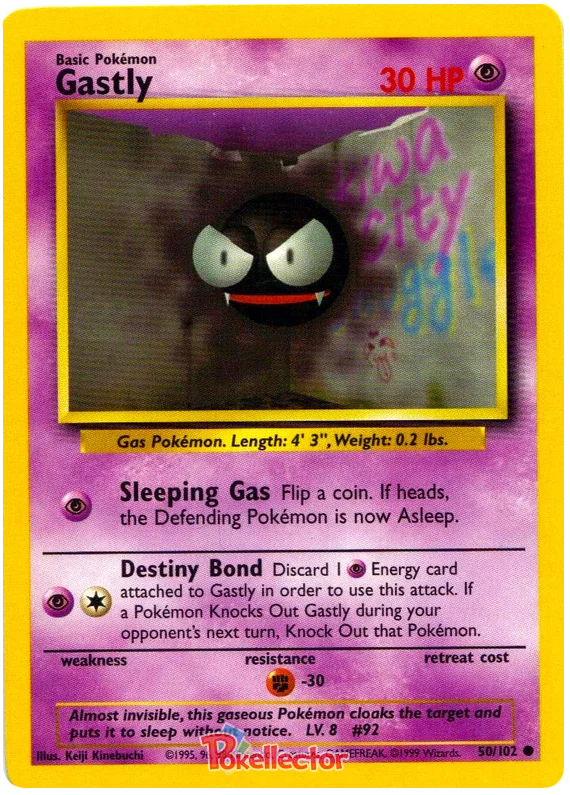 Basic Pokémon
Gastly
30 HP
kiwa
city
uggle
Gas Pokémon. Length: 4' 3", Weight: 0.2 lbs.
Sleeping Gas Flip a coin. If heads,
the Defending Pokémon is now Asleep.
Destiny Bond Discard 1 Energy card
attached to Gastly in order to use this attack. If
a Pokémon Knocks Out Gastly during your
opponent's next turn, Knock Out that Pokémon.
weakness resistance retreat cost
-30
Almost invisible, this gaseous Pokémon cloaks the target and
puts it to sleep without notice. LV. 8 #92
Illus. Keiji Kinebuchi ©1995, GAMEFREAK. ©1999 Wizards. 50/102
Pokellector